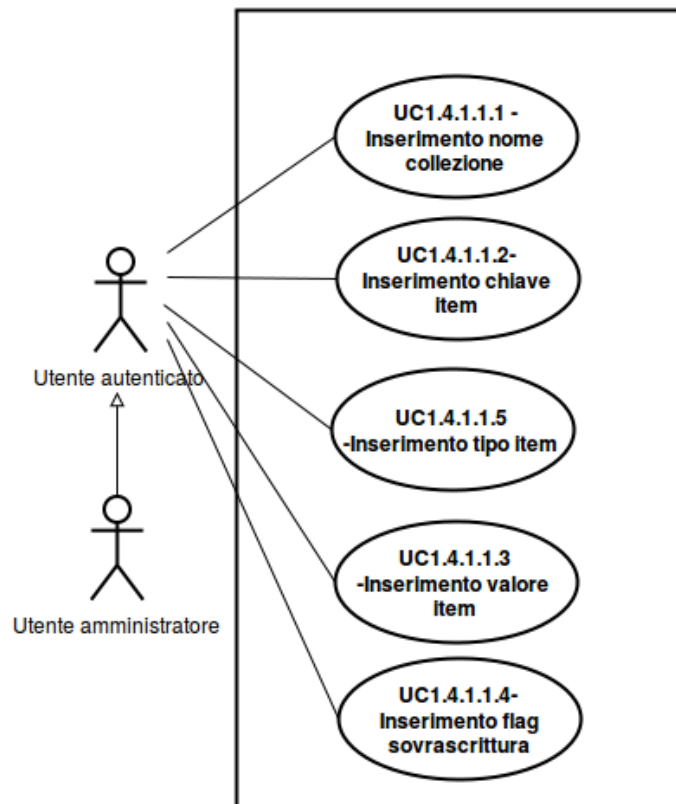 UC1.4.1.1.1 -
Inserimento nome
collezione
UC1.4.1.1.2-
Inserimento chiave
item
Utente autenticato
UC1.4.1.1.5
-Inserimento tipo item
UC1.4.1.1.3
-Inserimento valore
item
Utente amministratore
UC1.4.1.1.4-
Inserimento flag
sovrascrittura